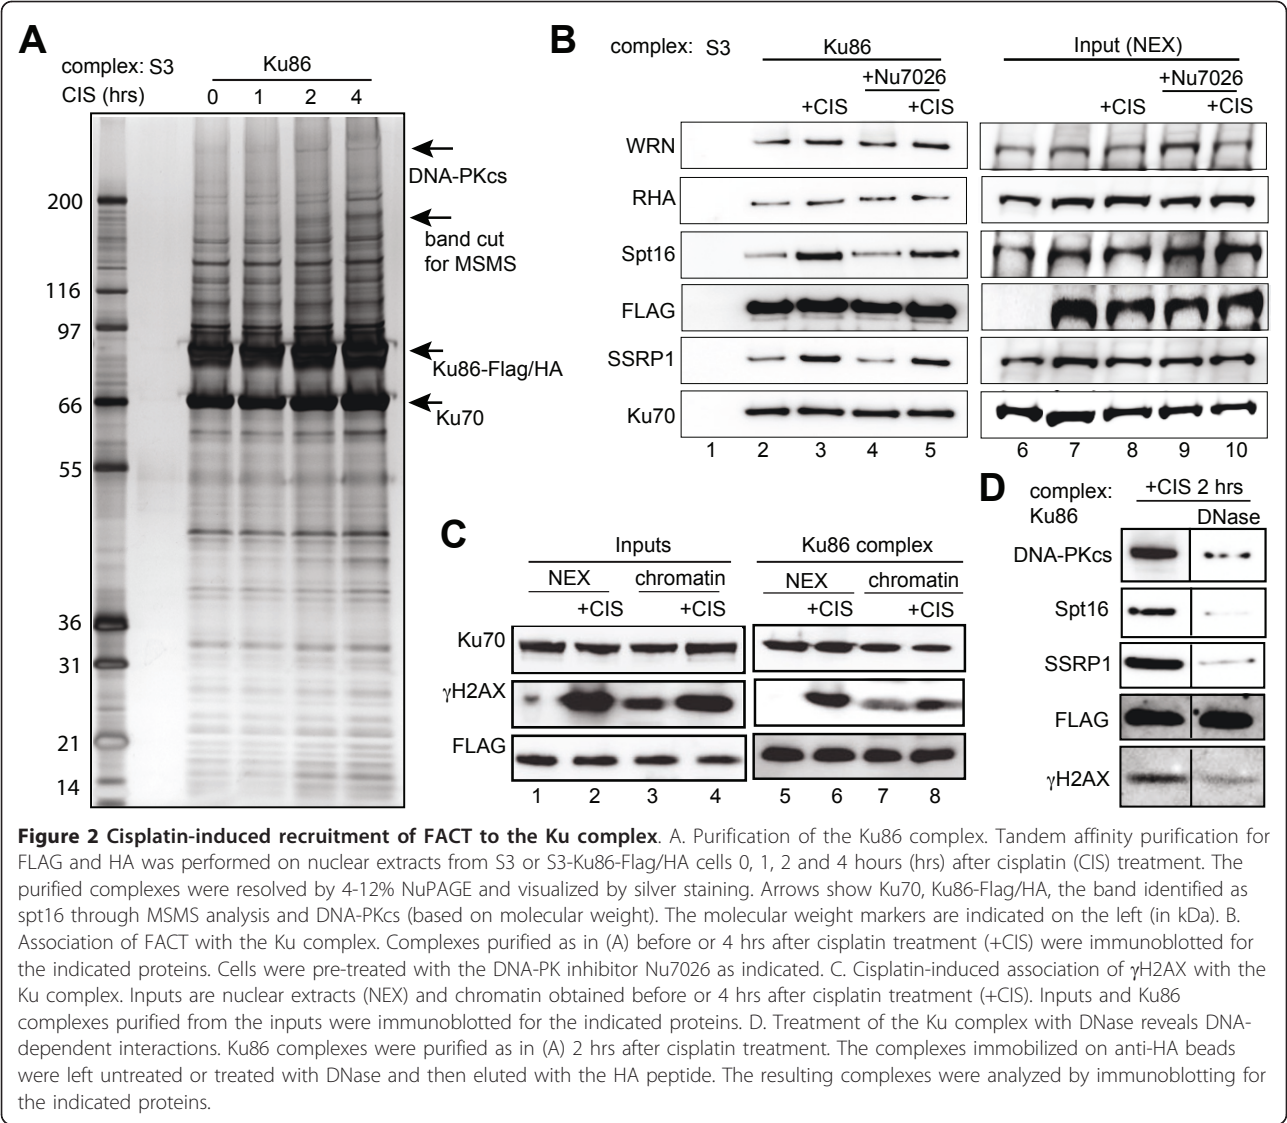 A
complex: S3
Ku86
CIS (hrs)
0 1 2 4
200
116
97
66
55
36
31
21
14
DNA-PKcs
band cut
for MSMS
Ku86-Flag/HA
Ku70
B
complex: S3
Ku86
Input (NEX)
+Nu7026
+Nu7026
+CIS
+CIS
+CIS
+CIS
WRN
RHA
Spt16
FLAG
SSRP1
Ku70
1 2 3 4 5 6 7 8 9 10
C
Inputs
Ku86 complex
NEX chromatin NEX chromatin
+CIS +CIS +CIS +CIS
Ku70
γH2AX
FLAG
1 2 3 4 5 6 7 8
D
complex:
Ku86
+CIS 2 hrs
DNase
DNA-PKcs
Spt16
SSRP1
FLAG
γH2AX
Figure 2 Cisplatin-induced recruitment of FACT to the Ku complex. A. Purification of the Ku86 complex. Tandem affinity purification for
FLAG and HA was performed on nuclear extracts from S3 or S3-Ku86-Flag/HA cells 0, 1, 2 and 4 hours (hrs) after cisplatin (CIS) treatment. The
purified complexes were resolved by 4-12% NuPAGE and visualized by silver staining. Arrows show Ku70, Ku86-Flag/HA, the band identified as
spt16 through MSMS analysis and DNA-PKcs (based on molecular weight). The molecular weight markers are indicated on the left (in kDa). B.
Association of FACT with the Ku complex. Complexes purified as in (A) before or 4 hrs after cisplatin treatment (+CIS) were immunoblotted for
the indicated proteins. Cells were pre-treated with the DNA-PK inhibitor Nu7026 as indicated. C. Cisplatin-induced association of γH2AX with the
Ku complex. Inputs are nuclear extracts (NEX) and chromatin obtained before or 4 hrs after cisplatin treatment (+CIS). Inputs and Ku86
complexes purified from the inputs were immunoblotted for the indicated proteins. D. Treatment of the Ku complex with DNase reveals DNA-
dependent interactions. Ku86 complexes were purified as in (A) 2 hrs after cisplatin treatment. The complexes immobilized on anti-HA beads
were left untreated or treated with DNase and then eluted with the HA peptide. The resulting complexes were analyzed by immunoblotting for
the indicated proteins.